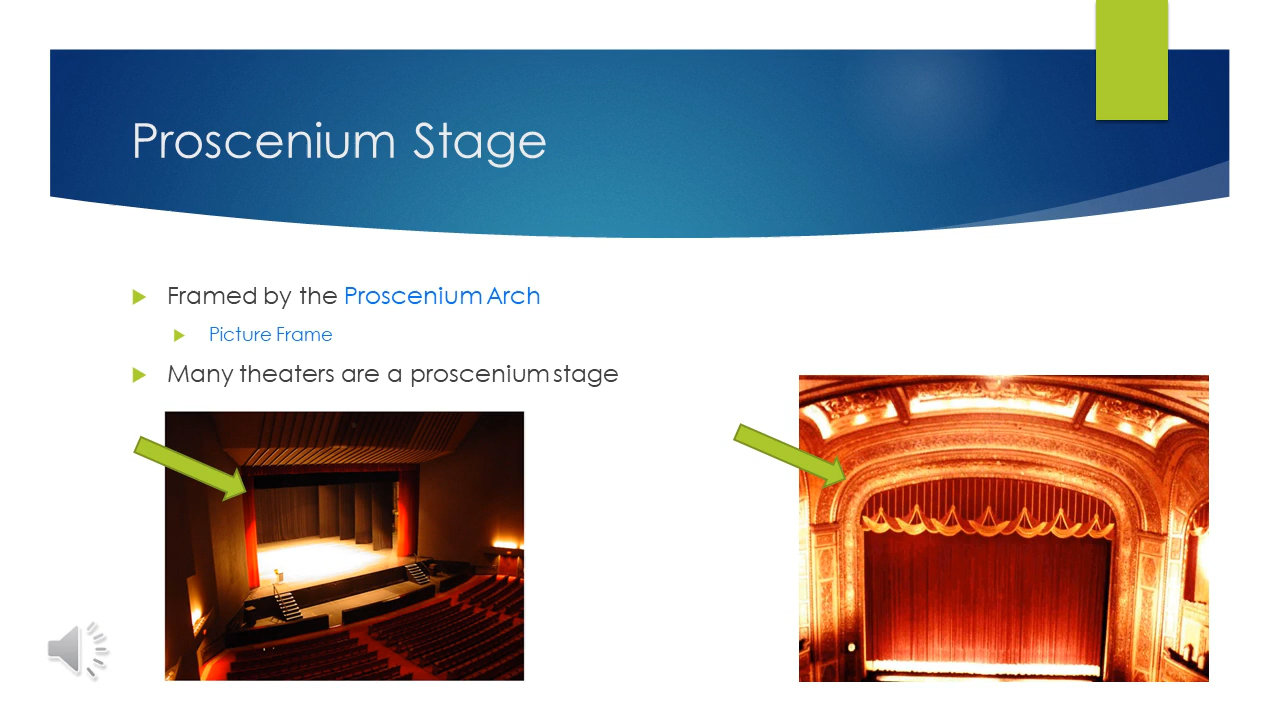 Proscenium Stage
Framed by the Proscenium Arch
Picture Frame
Many theaters are a proscenium stage